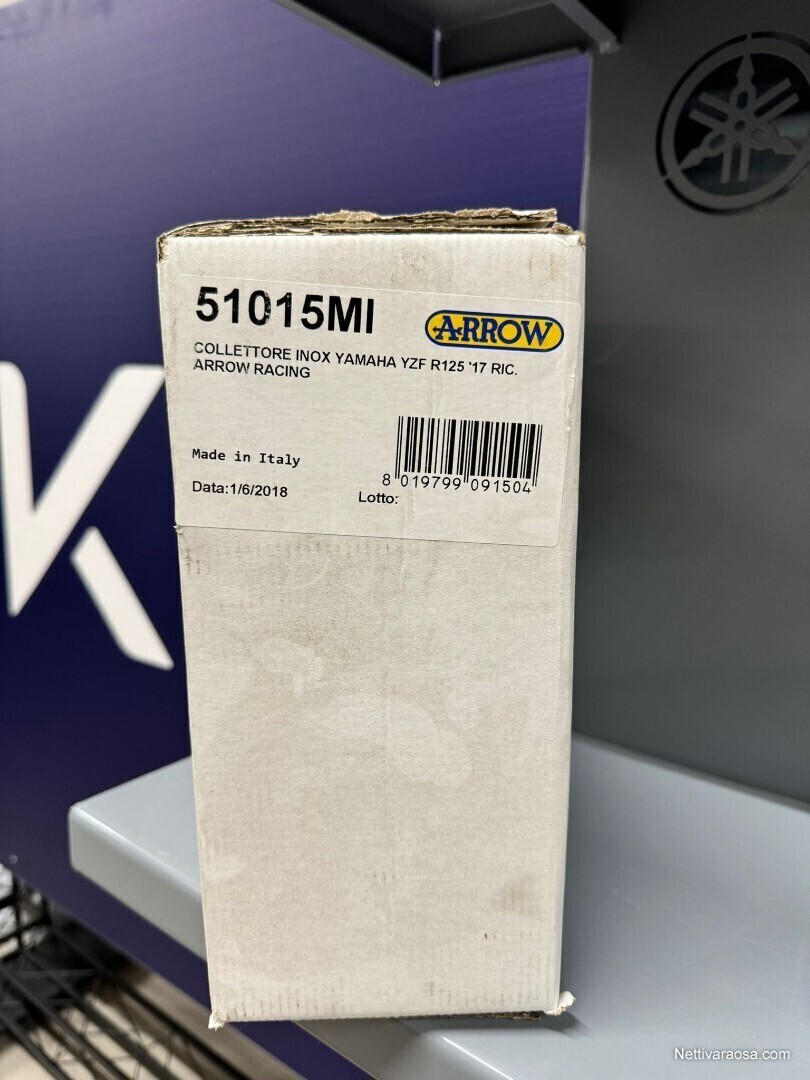 51015MI
ARROW
COLLETTORE INOX YAMAHA YZF R125 '17 RIC.
ARROW RACING
Made in Italy
Data:1/6/2018
Lotto:
8 019799 091504
K
Nettivaraosa.com